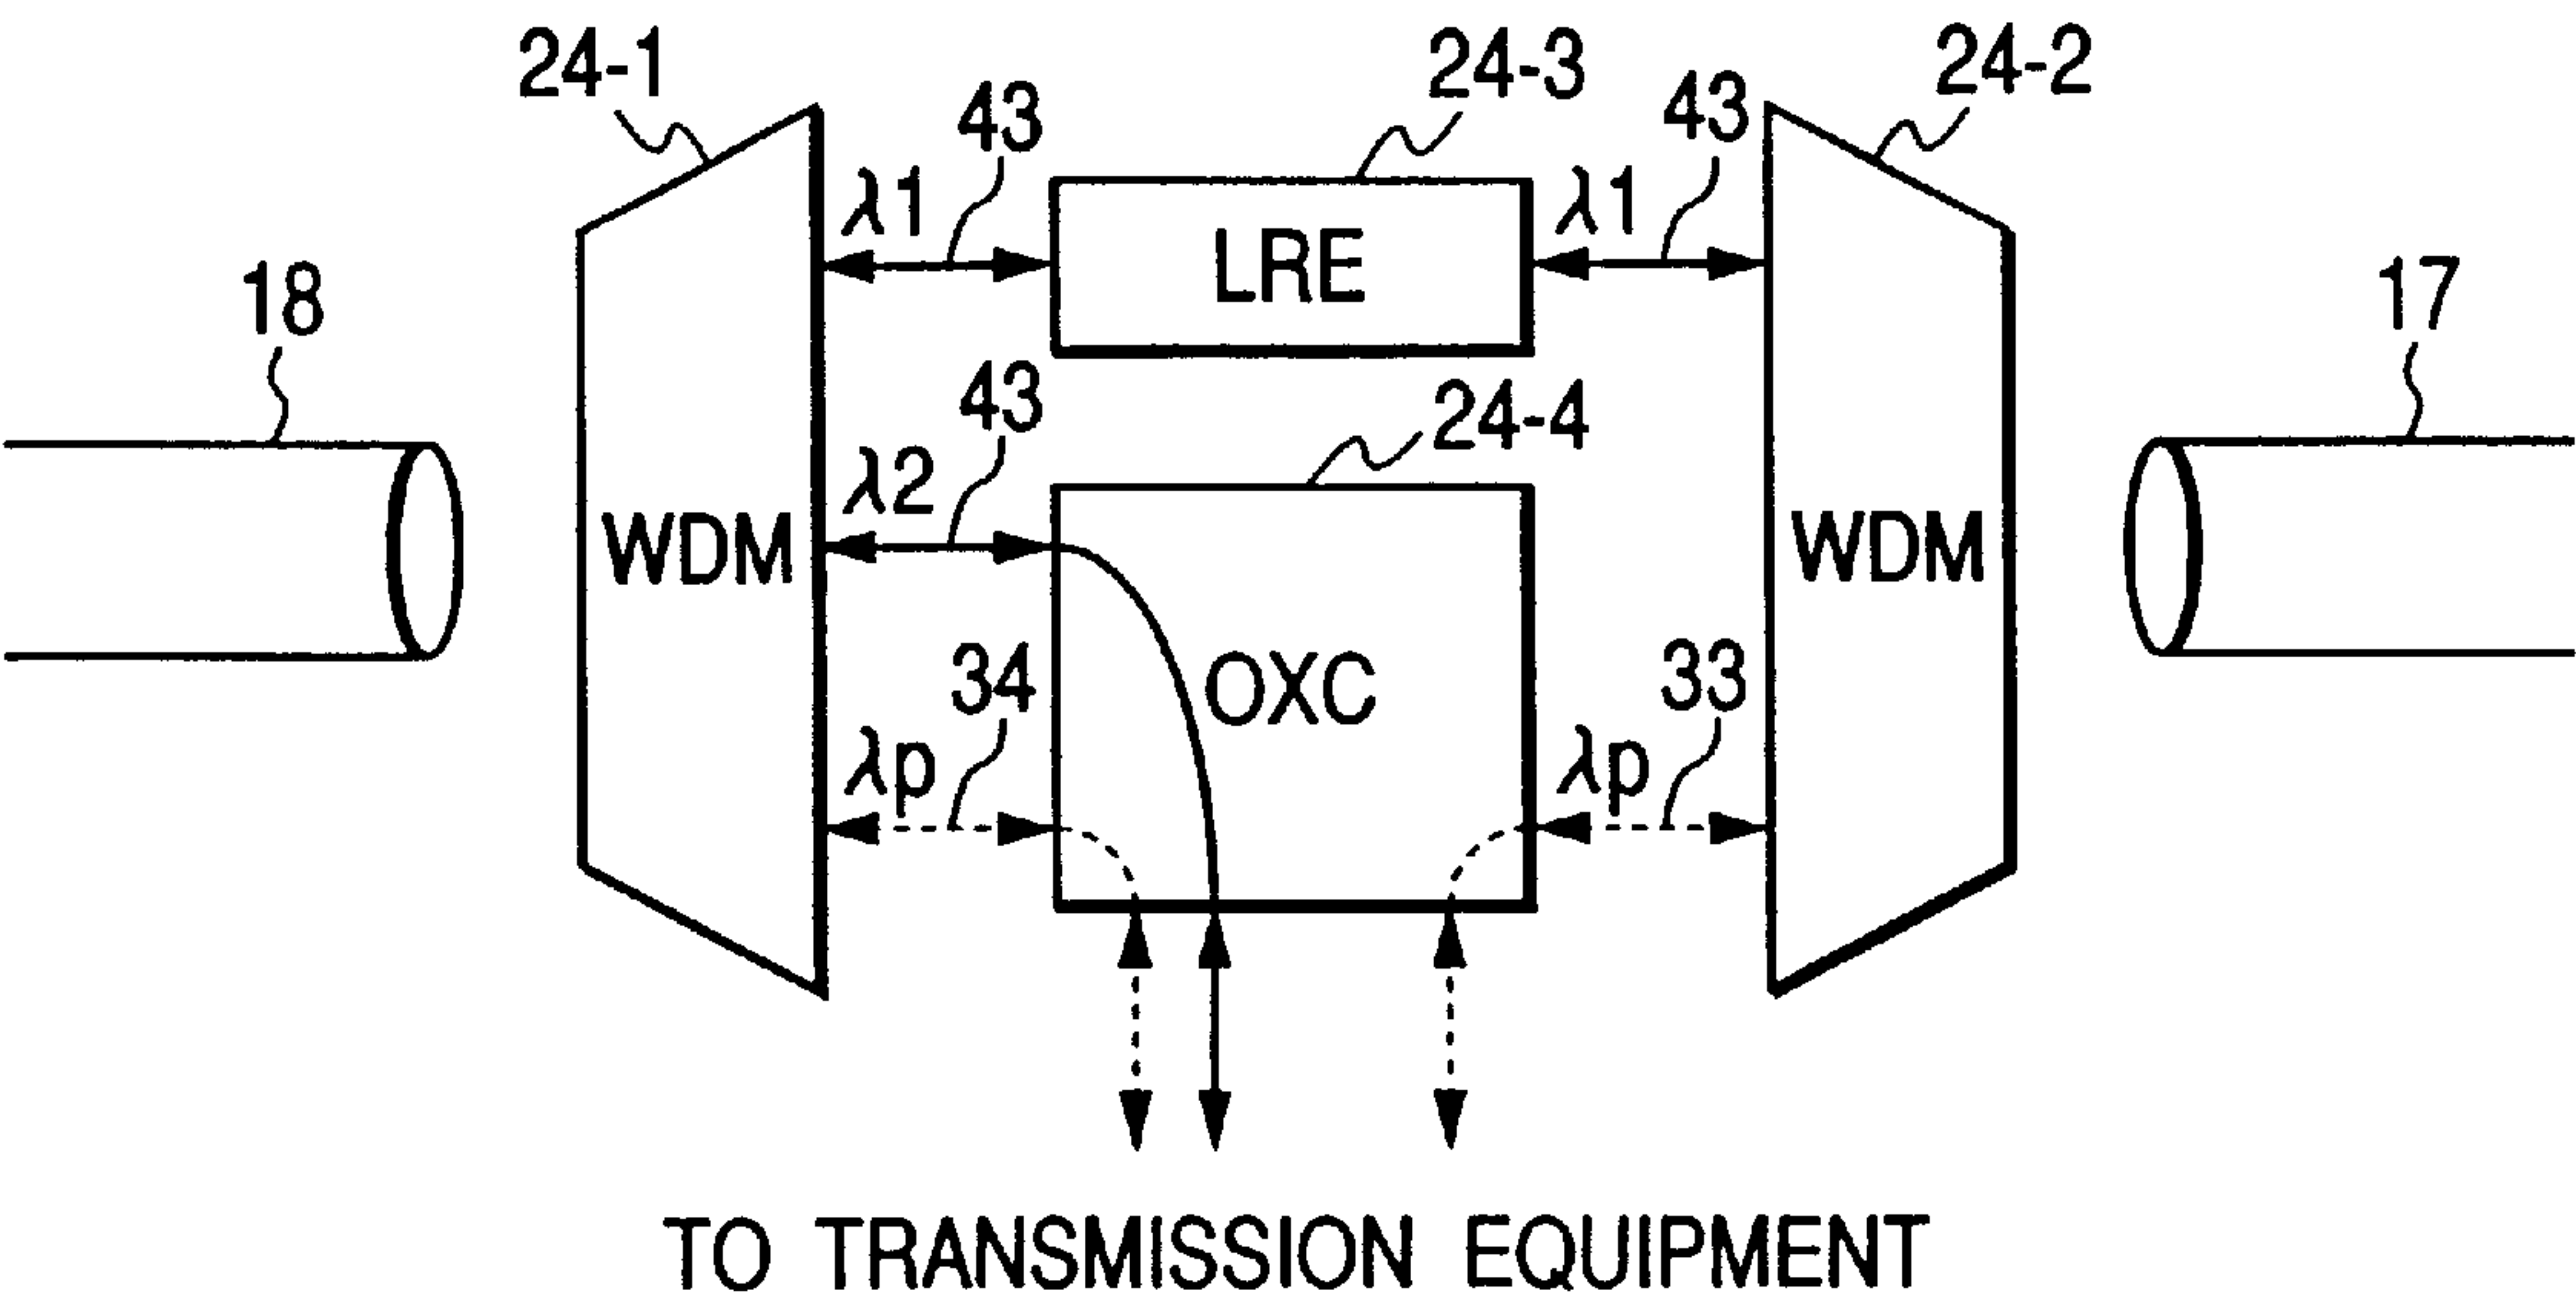 24-1
24-3
24-2
43
43
λ1
LRE
λ1
18
17
43
24-4
λ2
WDM
WDM
34
OXC
33
λp
λp
TO TRANSMISSION EQUIPMENT